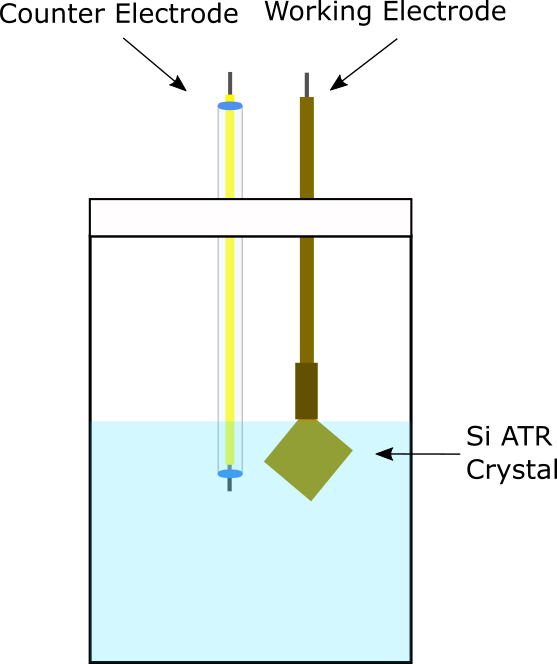 Counter Electrode
Working Electrode
Si ATR
Crystal